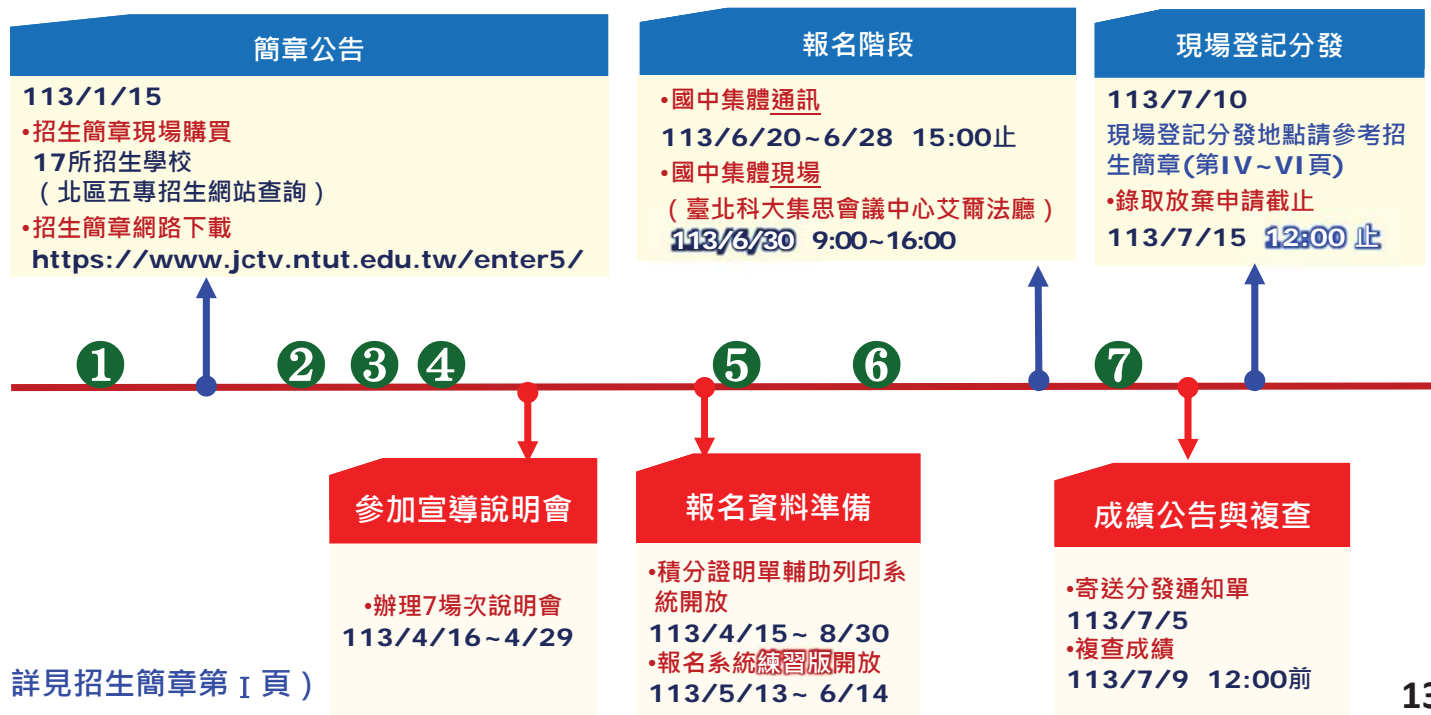 簡章公告
113/1/15
•招生簡章現場購買
17所招生學校
(北區五專招生網站查詢)
•招生簡章網路下載
https://www.jctv.ntut.edu.tw/enter5/
報名階段
•國中集體通訊
113/6/20~6/28 15:00止
•國中集體現場
(臺北科大集思會議中心艾爾法廳)
113/6/30 9:00~16:00
現場登記分發
113/7/10
現場登記分發地點請參考招
生簡章(第IV~VI頁)
•錄取放棄申請截止
113/7/15 12:00 止
1 2 3 4 5 6 7
參加宣導說明會
•辦理7場次說明會
113/4/16~4/29
報名資料準備
•積分證明單輔助列印系
統開放
113/4/15~ 8/30
•報名系統練習版開放
113/5/13~ 6/14
成績公告與複查
•寄送分發通知單
113/7/5
•複查成績
113/7/9 12:00前
詳見招生簡章第 I 頁)
13